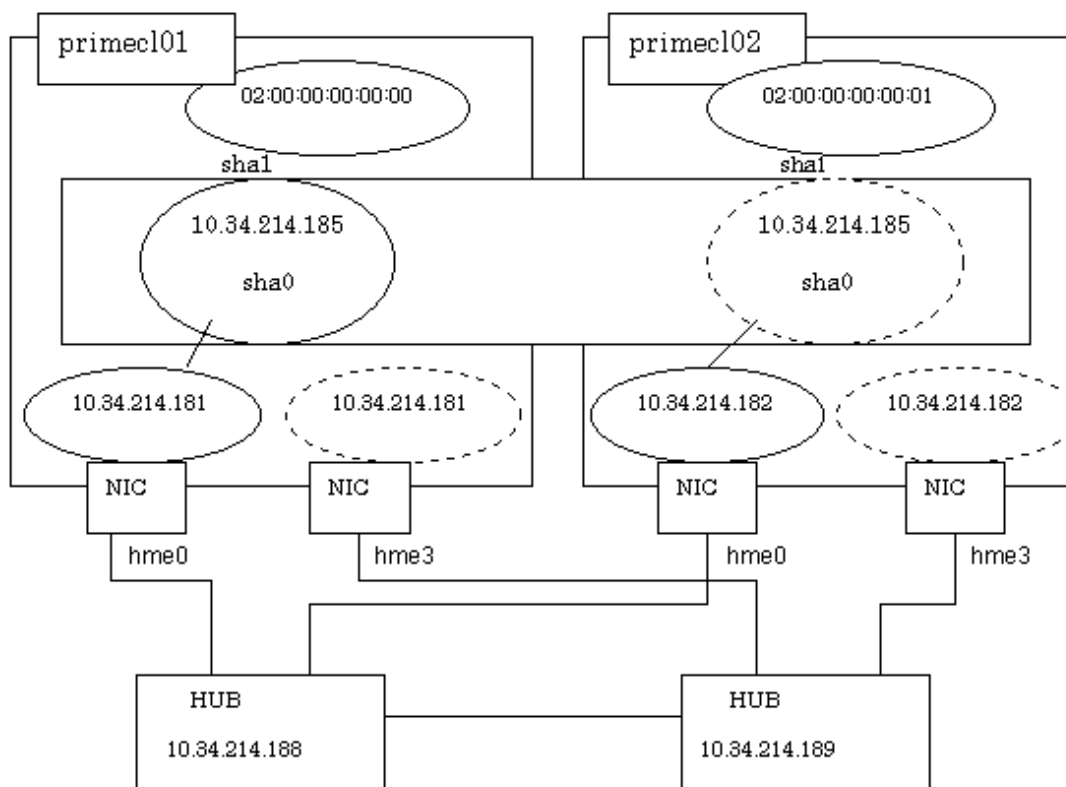 primecl01
primecl02
02:00:00:00:00:00
02:00:00:00:00:01
sha1
sha1
10.34.214.185
10.34.214.185
sha0
sha0
10.34.214.181
10.34.214.181
10.34.214.182
10.34.214.182
NIC
NIC
NIC
NIC
hme0
hme3
hme0
hme3
HUB
HUB
10.34.214.188
10.34.214.189